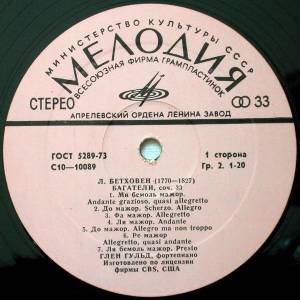 МИНИСТЕРСТВО КУЛЬТУРЫ СССР
МЕЛОДИЯ
ВСЕСОЮЗНАЯ ФИРМА ГРАМПЛАСТИНОК
СТЕРЕО 33
АПРЕЛЕВСКИЙ ОРДЕНА ЛЕНИНА ЗАВОД
ГОСТ 5289-73 1 сторона
С10—10089 Гр. 2. 1-20
Л. БЕТХОВЕН (1770—1827)
БАГАТЕЛИ, соч. 33
1. Ми бемоль мажор.
Andante grazioso, quasi allegretto
2. До мажор. Scherzo. Allegro
3. Фа мажор. Allegretto
4. Ля мажор. Andante
5. До мажор. Allegro ma non troppo
6. Ре мажор
Allegretto, quasi andante
7. Ля бемоль мажор. Presto
ГЛЕН ГУЛЬД, фортепиано
Изготовлено по лицензии
фирмы CBS, США